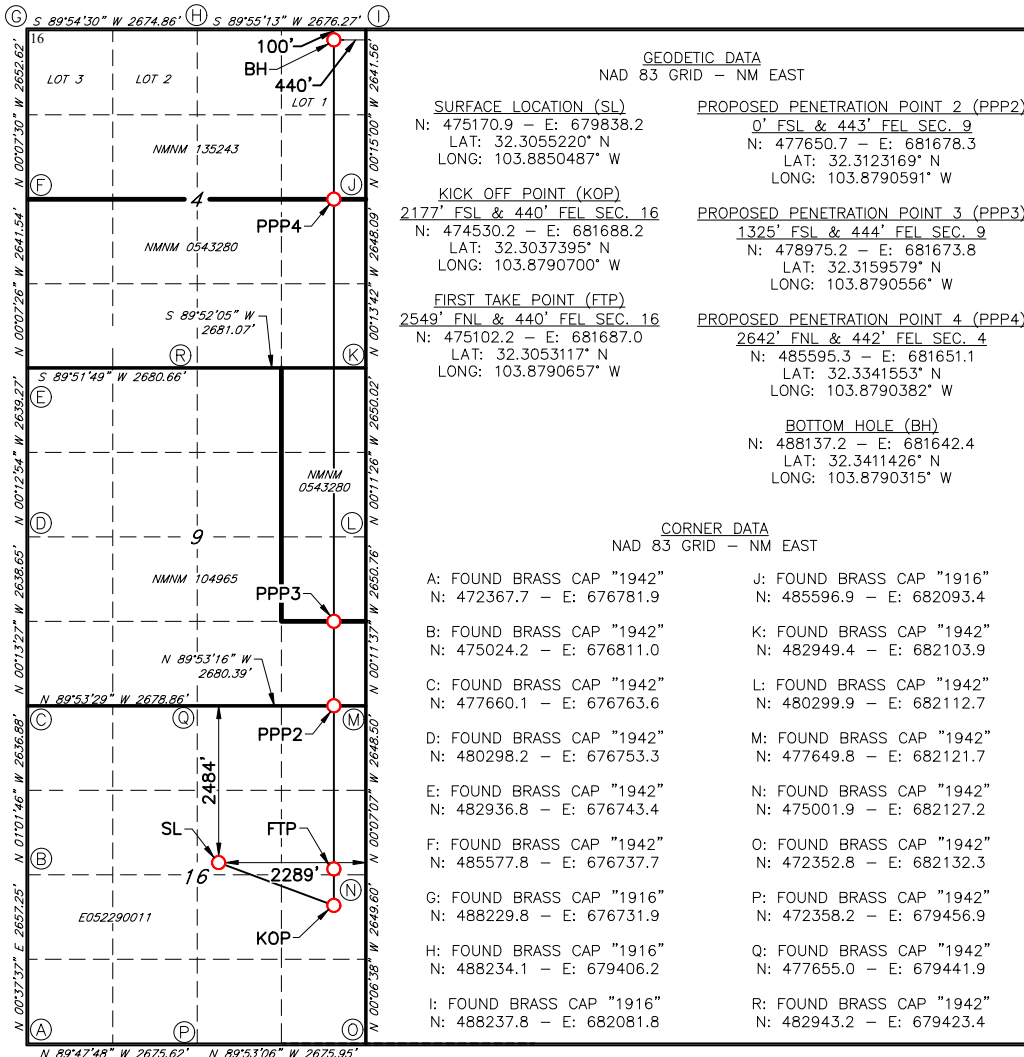 G S 89°54'30" W 2674.86' H S 89°55'13" W 2676.27' I
16
100'
BH
440'
LOT 3
LOT 2
LOT 1
N 00°07'30" W 2652.62'
N 00°15'00" W 2641.56'
NMNM 135243
F
4
J
PPP4
NMNM 0543280
N 00°07'26" W 2641.54'
N 00°13'42" W 2648.09'
S 89°52'05" W
2681.07'
R
K
S 89°51'49" W 2680.66'
E
N 00°12'54" W 2639.27'
N 00°11'26" W 2650.02'
NMNM
0543280
D
L
9
NMNM 104965
PPP3
N 00°13'27" W 2638.65'
N 00°11'37" W 2650.76'
N 89°53'16" W
2680.39'
N 89°53'29" W 2678.86'
C
Q
M
PPP2
2484'
N 01°01'46" W 2636.88'
N 00°07'07" W 2648.50'
SL
FTP
B
16
2289'
N
E052290011
KOP
N 00°37'37" E 2657.25'
N 00°06'38" W 2649.60'
A
P
O
N 89°47'48" W 2675.62' N 89°53'06" W 2675.95'
GEODETIC DATA
NAD 83 GRID – NM EAST
SURFACE LOCATION (SL)
N: 475170.9 – E: 679838.2
LAT: 32.3055220° N
LONG: 103.8850487° W
KICK OFF POINT (KOP)
2177' FSL & 440' FEL SEC. 16
N: 474530.2 – E: 681688.2
LAT: 32.3037395° N
LONG: 103.8790700° W
FIRST TAKE POINT (FTP)
2549' FNL & 440' FEL SEC. 16
N: 475102.2 – E: 681687.0
LAT: 32.3053117° N
LONG: 103.8790657° W
PROPOSED PENETRATION POINT 2 (PPP2)
0' FSL & 443' FEL SEC. 9
N: 477650.7 – E: 681678.3
LAT: 32.3123169° N
LONG: 103.8790591° W
PROPOSED PENETRATION POINT 3 (PPP3)
1325' FSL & 444' FEL SEC. 9
N: 478975.2 – E: 681673.8
LAT: 32.3159579° N
LONG: 103.8790556° W
PROPOSED PENETRATION POINT 4 (PPP4)
2642' FNL & 442' FEL SEC. 4
N: 485595.3 – E: 681651.1
LAT: 32.3341553° N
LONG: 103.8790382° W
BOTTOM HOLE (BH)
N: 488137.2 – E: 681642.4
LAT: 32.3411426° N
LONG: 103.8790315° W
CORNER DATA
NAD 83 GRID – NM EAST
A: FOUND BRASS CAP "1942"
N: 472367.7 – E: 676781.9
B: FOUND BRASS CAP "1942"
N: 475024.2 – E: 676811.0
C: FOUND BRASS CAP "1942"
N: 477660.1 – E: 676763.6
D: FOUND BRASS CAP "1942"
N: 480298.2 – E: 676753.3
E: FOUND BRASS CAP "1942"
N: 482936.8 – E: 676743.4
F: FOUND BRASS CAP "1942"
N: 485577.8 – E: 676737.7
G: FOUND BRASS CAP "1916"
N: 488229.8 – E: 676731.9
H: FOUND BRASS CAP "1916"
N: 488234.1 – E: 679406.2
I: FOUND BRASS CAP "1916"
N: 488237.8 – E: 682081.8
J: FOUND BRASS CAP "1916"
N: 485596.9 – E: 682093.4
K: FOUND BRASS CAP "1942"
N: 482949.4 – E: 682103.9
L: FOUND BRASS CAP "1942"
N: 480299.9 – E: 682112.7
M: FOUND BRASS CAP "1942"
N: 477649.8 – E: 682121.7
N: FOUND BRASS CAP "1942"
N: 475001.9 – E: 682127.2
O: FOUND BRASS CAP "1942"
N: 472352.8 – E: 682132.3
P: FOUND BRASS CAP "1942"
N: 472358.2 – E: 679456.9
Q: FOUND BRASS CAP "1942"
N: 477655.0 – E: 679441.9
R: FOUND BRASS CAP "1942"
N: 482943.2 – E: 679423.4